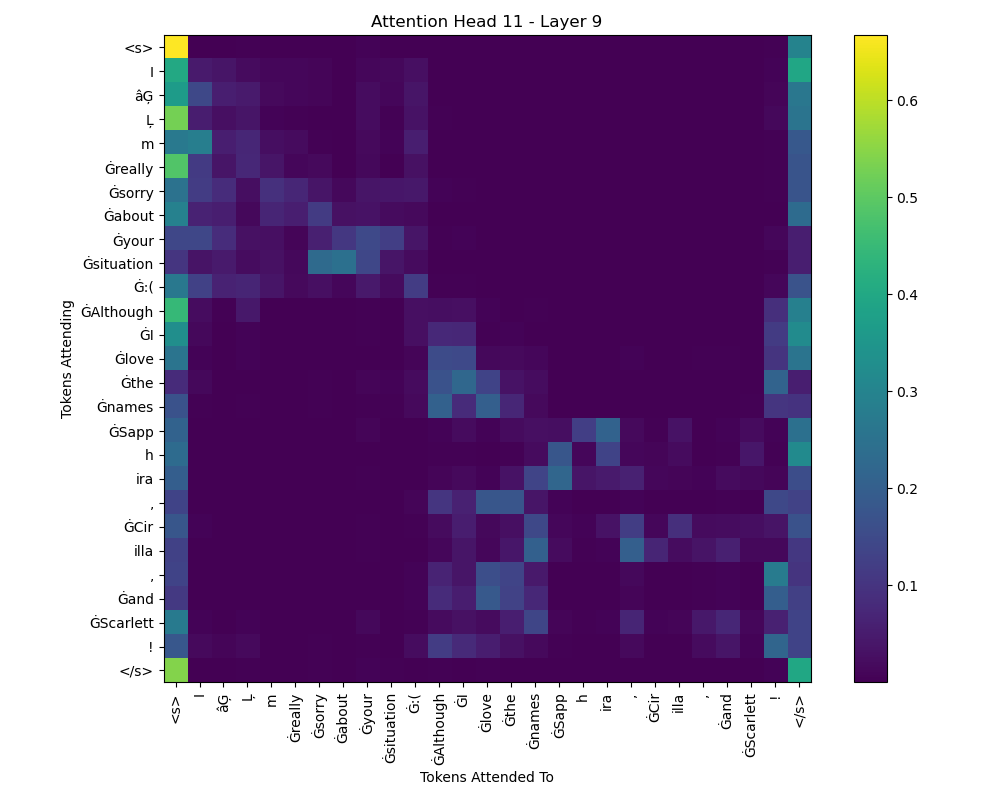 Attention Head 11 - Layer 9
Tokens Attending
<s>
I
âĢ
Ļ
m
Ġreally
Ġsorry
Ġabout
Ġyour
Ġsituation
Ġ:(
ĠAlthough
ĠI
Ġlove
Ġthe
Ġnames
ĠSapp
h
ira
,
ĠCir
illa
,
Ġand
ĠScarlett
!
</s>
<s>
I
âĢ
Ļ
m
Ġreally
Ġsorry
Ġabout
Ġyour
Ġsituation
Ġ:(
ĠAlthough
ĠI
Ġlove
Ġthe
Ġnames
ĠSapp
h
ira
,
ĠCir
illa
,
Ġand
ĠScarlett
!
</s>
Tokens Attended To
0.6
0.5
0.4
0.3
0.2
0.1